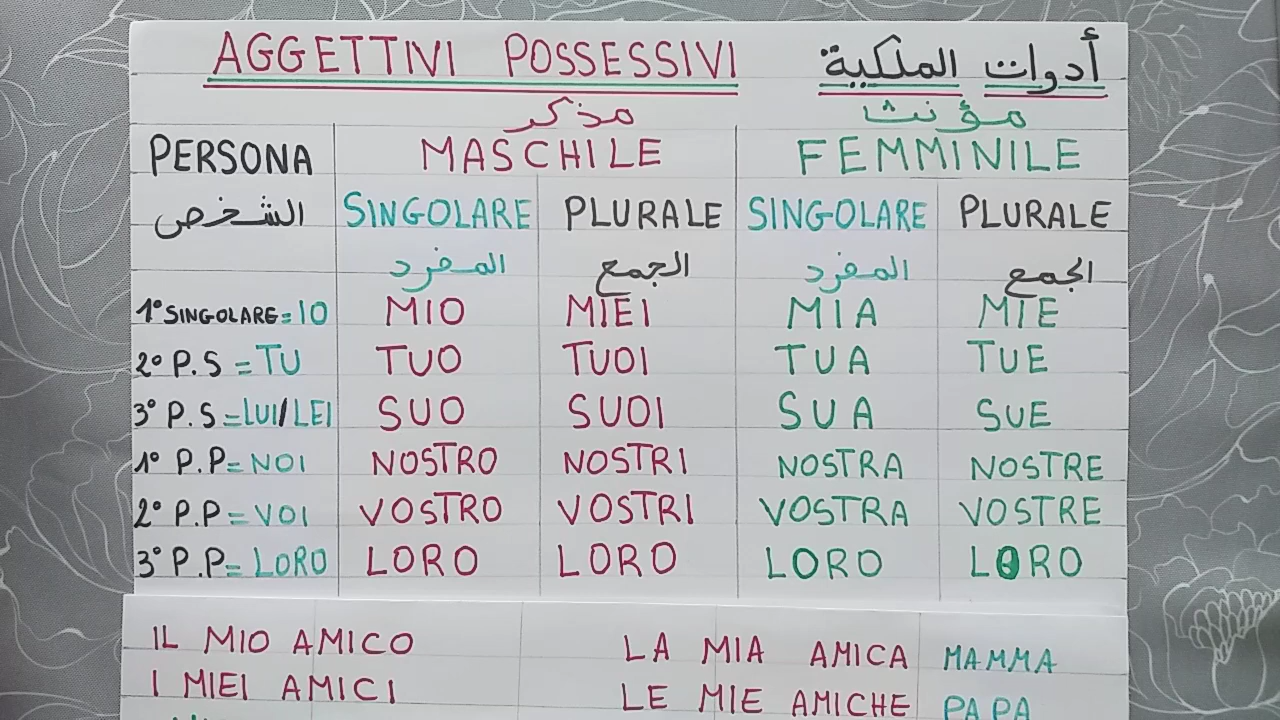 AGGETTIVI POSSESSIVI أدوات الملكية
مذكر مؤنث
PERSONA MASCHILE FEMMINILE
الشخص SINGOLARE PLURALE SINGOLARE PLURALE
المفرد الجمع المفرد الجمع
1° SINGOLARE = IO MIO MIEI MIA MIE
2° P.S = TU TUO TUOI TUA TUE
3° P.S = LUI/LEI SUO SUOI SUA SUE
1° P.P = NOI NOSTRO NOSTRI NOSTRA NOSTRE
2° P.P = VOI VOSTRO VOSTRI VOSTRA VOSTRE
3° P.P = LORO LORO LORO LORO LORO
IL MIO AMICO LA MIA AMICA MAMMA
I MIEI AMICI LE MIE AMICHE PAPA